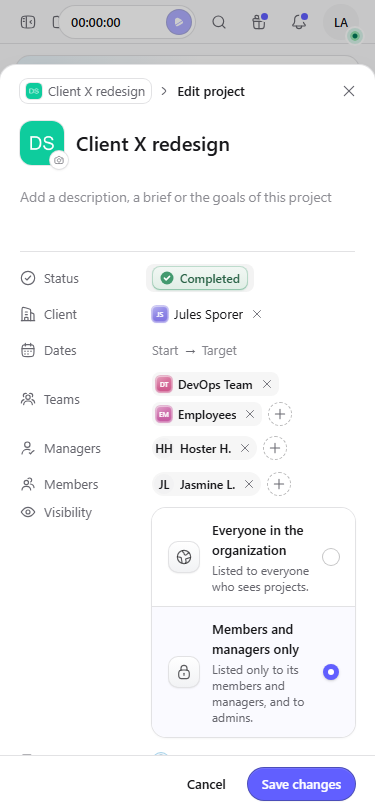 00:00:00
LA
DS Client X redesign > Edit project
DS
Client X redesign
Add a description, a brief or the goals of this project
Status
Completed
Client
JS Jules Sporer
Dates
Start → Target
Teams
DT DevOps Team
EM Employees
Managers
HH Hoster H.
Members
JL Jasmine L.
Visibility
Everyone in the
organization
Listed to everyone
who sees projects.
Members and
managers only
Listed only to its
members and
managers, and to
admins.
Cancel
Save changes